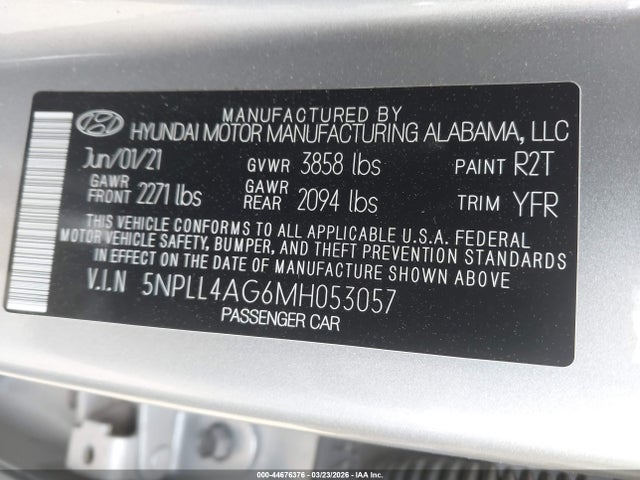 MANUFACTURED BY
HYUNDAI MOTOR MANUFACTURING ALABAMA, LLC
Jun/01/21 GVWR 3858 lbs PAINT R2T
GAWR FRONT 2271 lbs GAWR REAR 2094 lbs TRIM YFR
THIS VEHICLE CONFORMS TO ALL APPLICABLE U.S.A. FEDERAL
MOTOR VEHICLE SAFETY, BUMPER, AND THEFT PREVENTION STANDARDS
IN EFFECT ON THE DATE OF MANUFACTURE SHOWN ABOVE
V.I.N 5NPLL4AG6MH053057
PASSENGER CAR
000-44676376 - 03/23/2026 - IAA Inc.